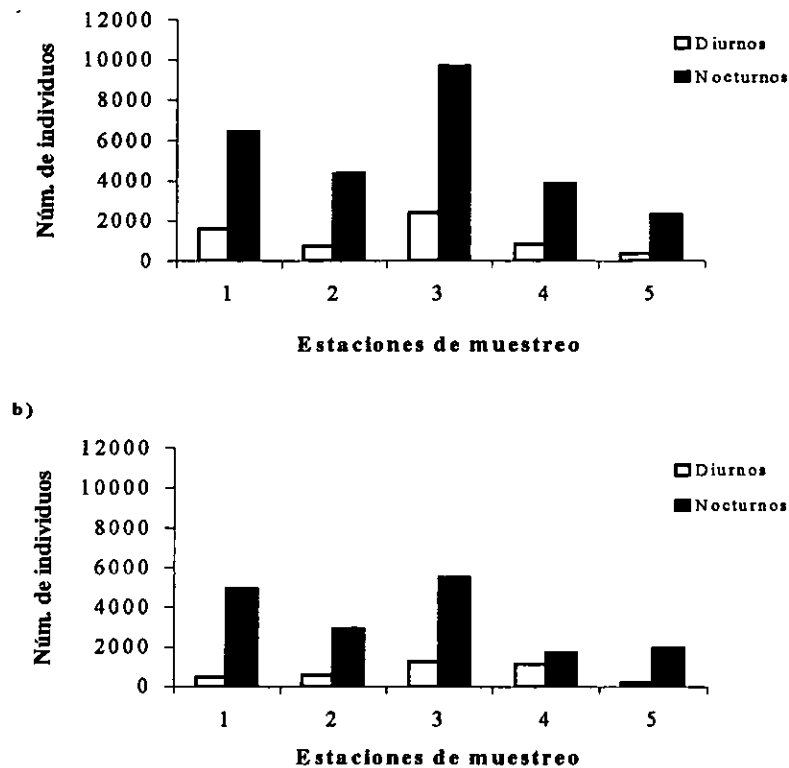 12000
10000
8000
6000
4000
2000
0
Núm. de individuos
Diurnos
Nocturnos
1 2 3 4 5
Estaciones de muestreo
b)
12000
10000
8000
6000
4000
2000
0
Núm. de individuos
Diurnos
Nocturnos
1 2 3 4 5
Estaciones de muestreo